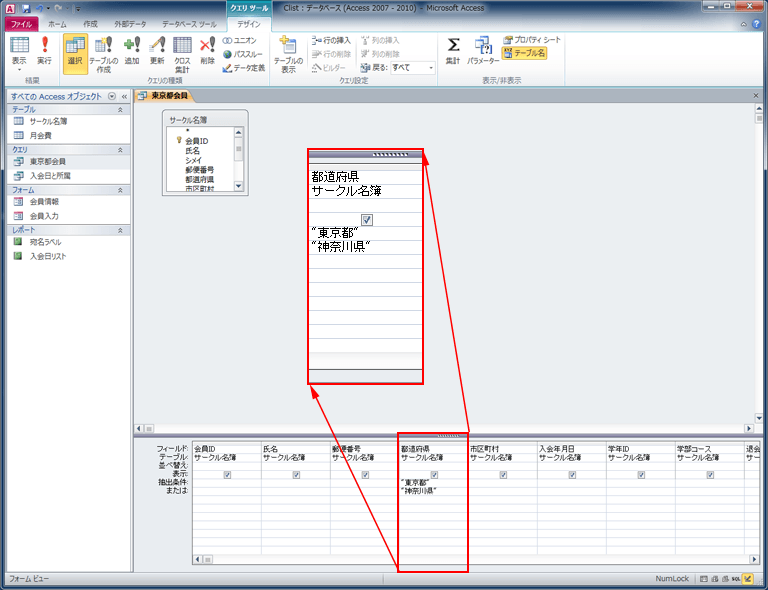 クエリ ツール
Clist : データベース (Access 2007 - 2010) - Microsoft Access
ファイル ホーム 作成 外部データ データベース ツール デザイン
表示 実行 選択 テーブルの作成 追加 更新 クロス集計 削除
ユニオン
パススルー
データ定義
テーブルの表示
行の挿入
行の削除
ビルダー
列の挿入
列の削除
戻る: すべて
集計 パラメーター
プロパティ シート
テーブル名
結果 クエリの種類 クエリ設定 表示/非表示
すべての Access オブジェクト
テーブル
サークル名簿
月会費
クエリ
東京都会員
入会日と所属
フォーム
会員情報
会員入力
レポート
宛名ラベル
入会日リスト
東京都会員
サークル名簿
*
会員ID
氏名
シメイ
郵便番号
都道府県
市区町村
都道府県
サークル名簿
"東京都"
"神奈川県"
フィールド: 会員ID 氏名 郵便番号 都道府県 市区町村 入会年月日 学年ID 学部コース 退会
テーブル: サークル名簿 サークル名簿 サークル名簿 サークル名簿 サークル名簿 サークル名簿 サークル名簿 サークル名簿 サー
並べ替え:
表示:
抽出条件: "東京都"
または: "神奈川県"
フォーム ビュー NumLock SQL